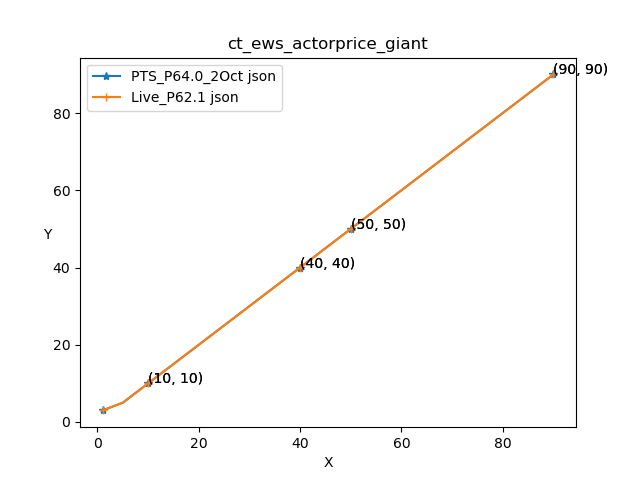 ct_ews_actorprice_giant
PTS_P64.0_2Oct json
Live_P62.1 json
(90, 90)
(50, 50)
(40, 40)
(10, 10)
Y
80
60
40
20
0
0 20 40 60 80
X